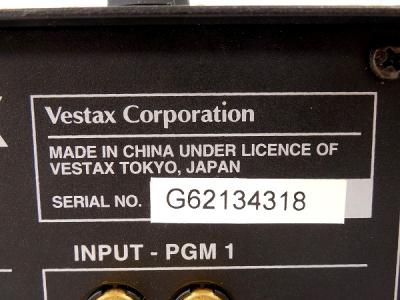 Vestax Corporation
MADE IN CHINA UNDER LICENCE OF
VESTAX TOKYO, JAPAN
SERIAL NO. G62134318
INPUT - PGM 1